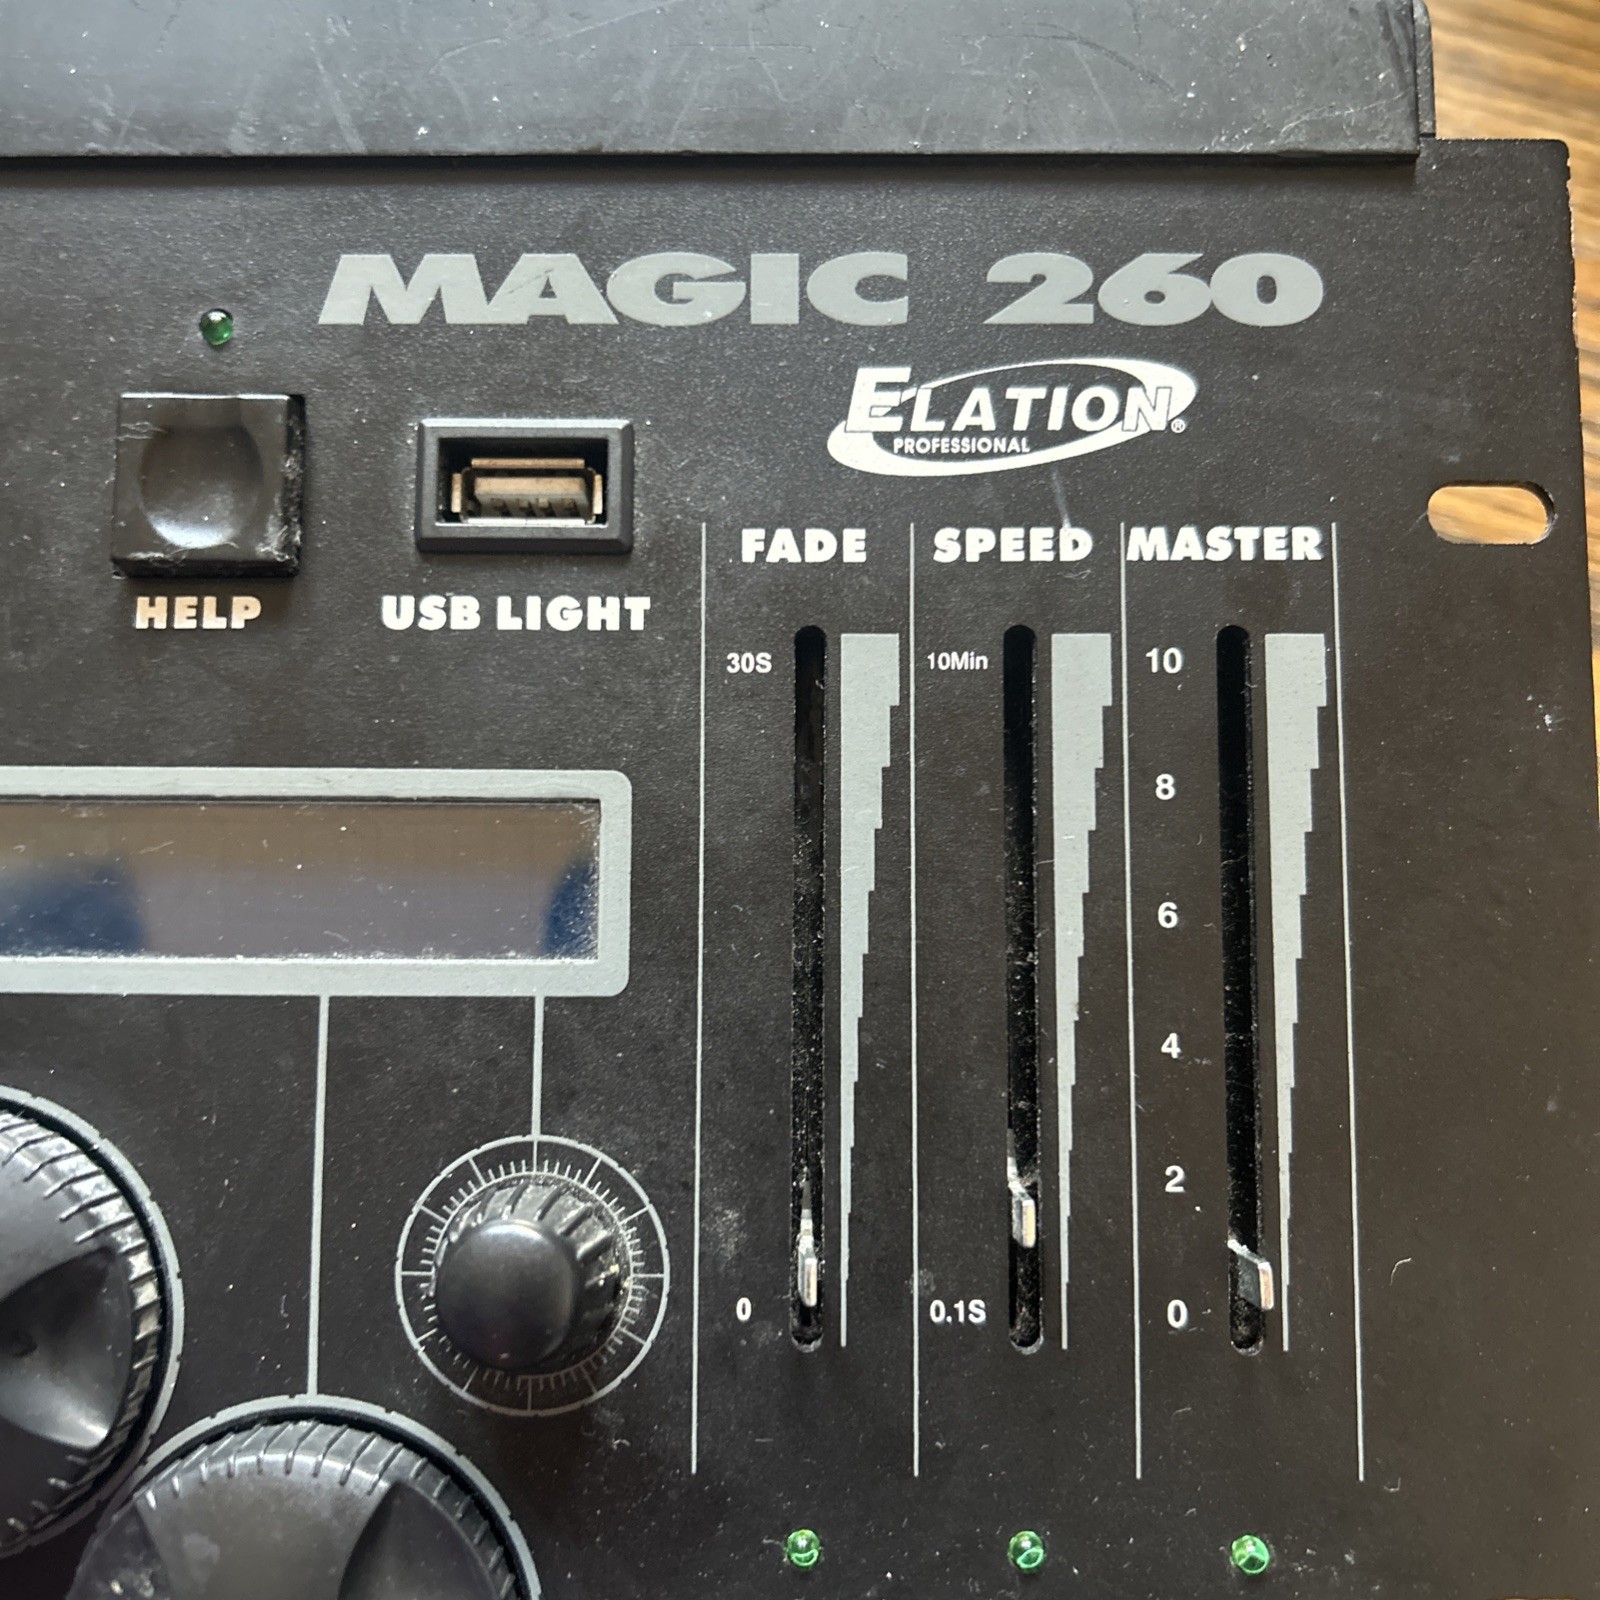 MAGIC 260
ELATION®
PROFESSIONAL
HELP
USB LIGHT
FADE
30S
0
SPEED
10Min
0.1S
MASTER
10
8
6
4
2
0